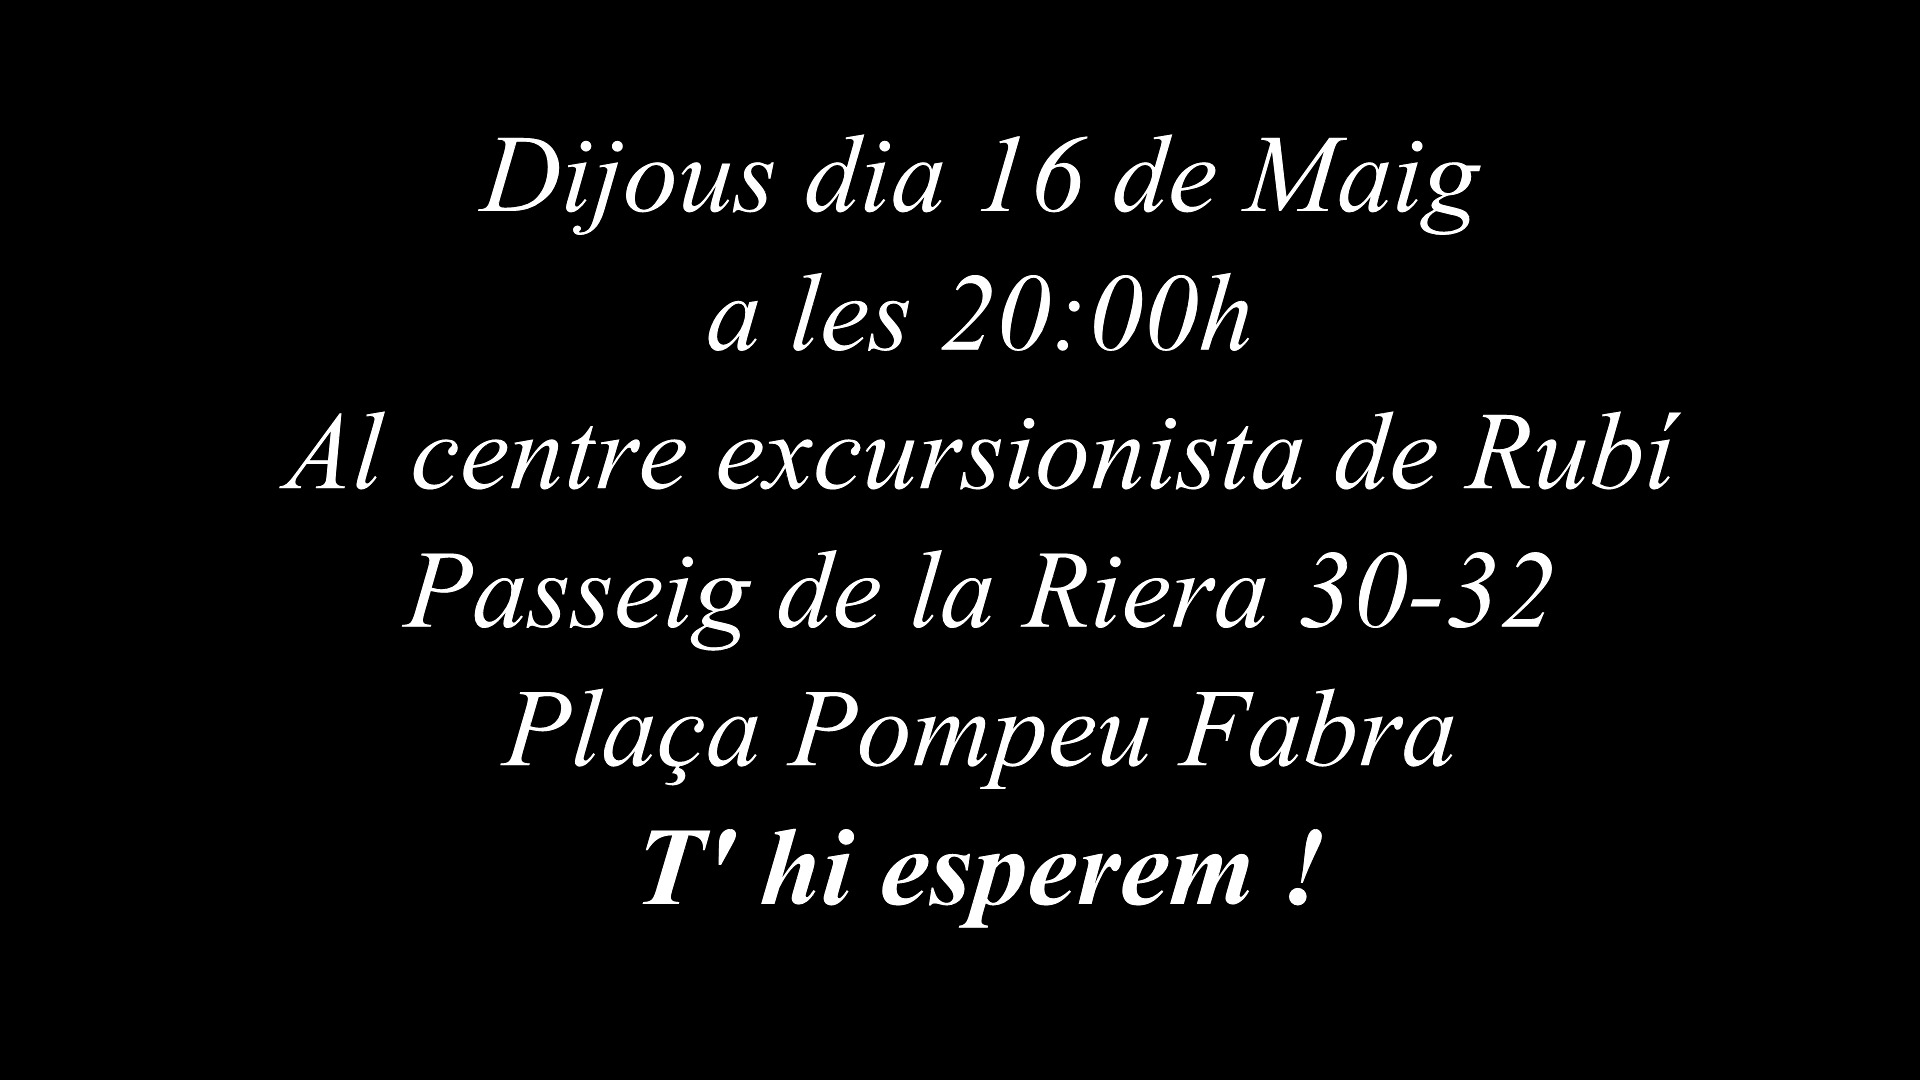 Dijous dia 16 de Maig
a les 20:00h
Al centre excursionista de Rubí
Passeig de la Riera 30-32
Plaça Pompeu Fabra
T' hi esperem !